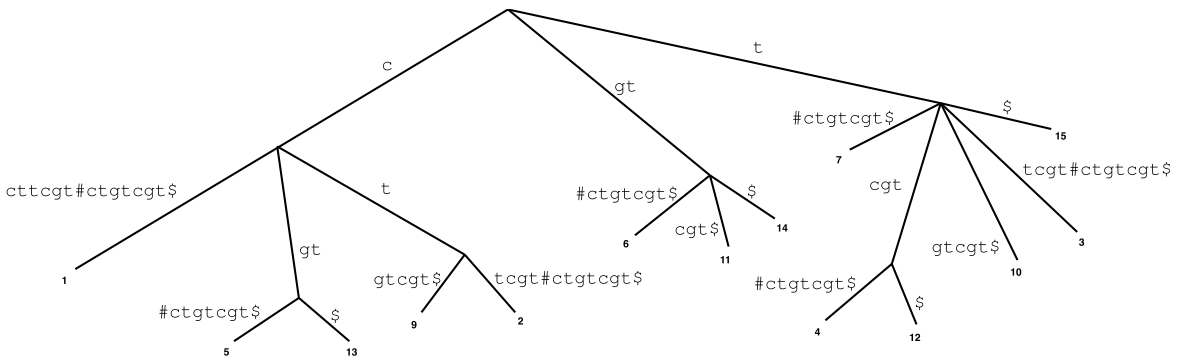 t
c
gt
$
#ctgtcgt$
15
7
tcgt#ctgtcgt$
cttcgt#ctgtcgt$
t
#ctgtcgt$
$
cgt
cgt$
14
3
6
gt
gtcgt$
11
10
1
gtcgt$
tcgt#ctgtcgt$
#ctgtcgt$
$
#ctgtcgt$
$
9
2
4
12
5
13